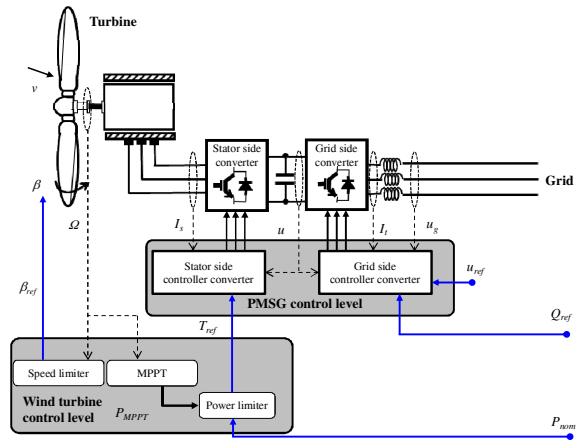 Turbine
v
Stator side
converter
Grid side
converter
Grid
β
Ω
I_s
u
I_t
u_g
β_ref
Stator side
controller converter
Grid side
controller converter
u_ref
PMSG control level
T_ref
Q_ref
Speed limiter
MPPT
Wind turbine
control level
P_MPPT
Power limiter
P_nom